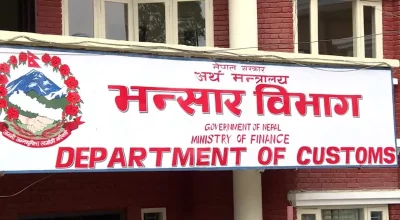 नेपाल सरकार
अर्थ मन्त्रालय
भन्सार विभाग
GOVERNMENT OF NEPAL
MINISTRY OF FINANCE
DEPARTMENT OF CUSTOMS